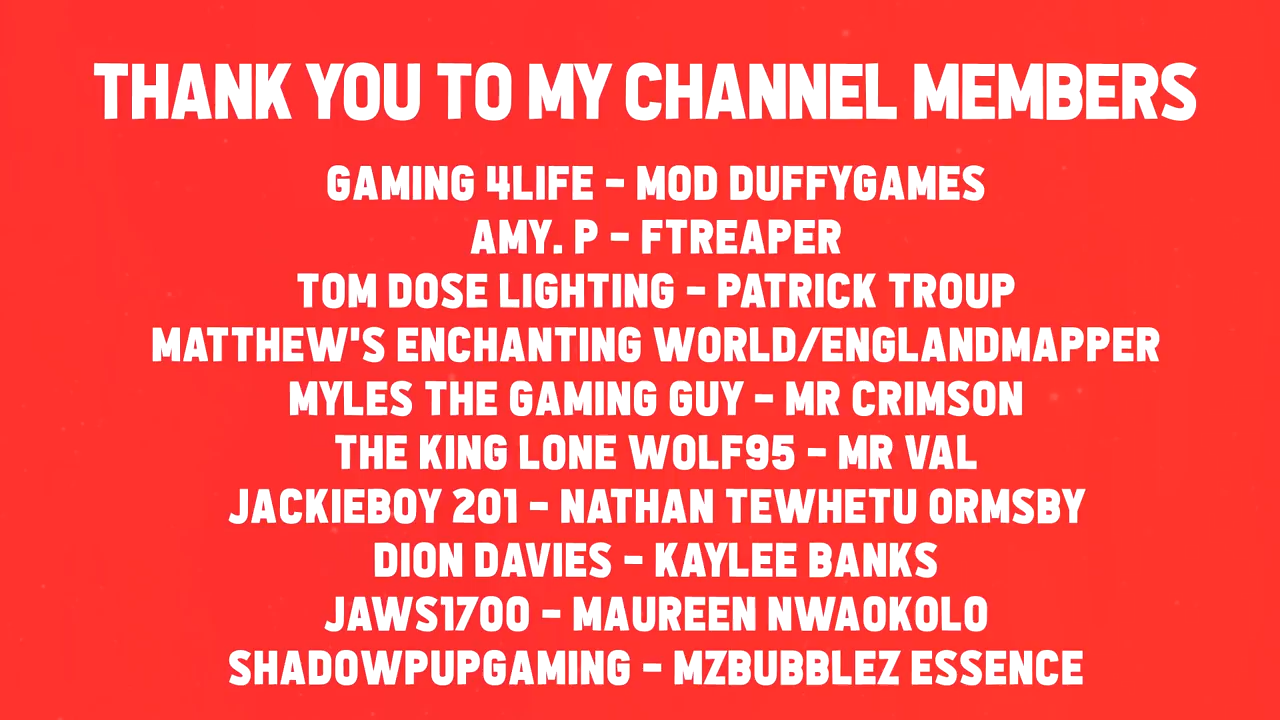 THANK YOU TO MY CHANNEL MEMBERS
GAMING 4LIFE - MOD DUFFYGAMES
AMY. P - FTREAPER
TOM DOSE LIGHTING - PATRICK TROUP
MATTHEW'S ENCHANTING WORLD/ENGLANDMAPPER
MYLES THE GAMING GUY - MR CRIMSON
THE KING LONE WOLF95 - MR VAL
JACKIEBOY 201 - NATHAN TEWHETU ORMSBY
DION DAVIES - KAYLEE BANKS
JAWS1700 - MAUREEN NWAOKOLO
SHADOWPUPGAMING - MZBUBBLEZ ESSENCE